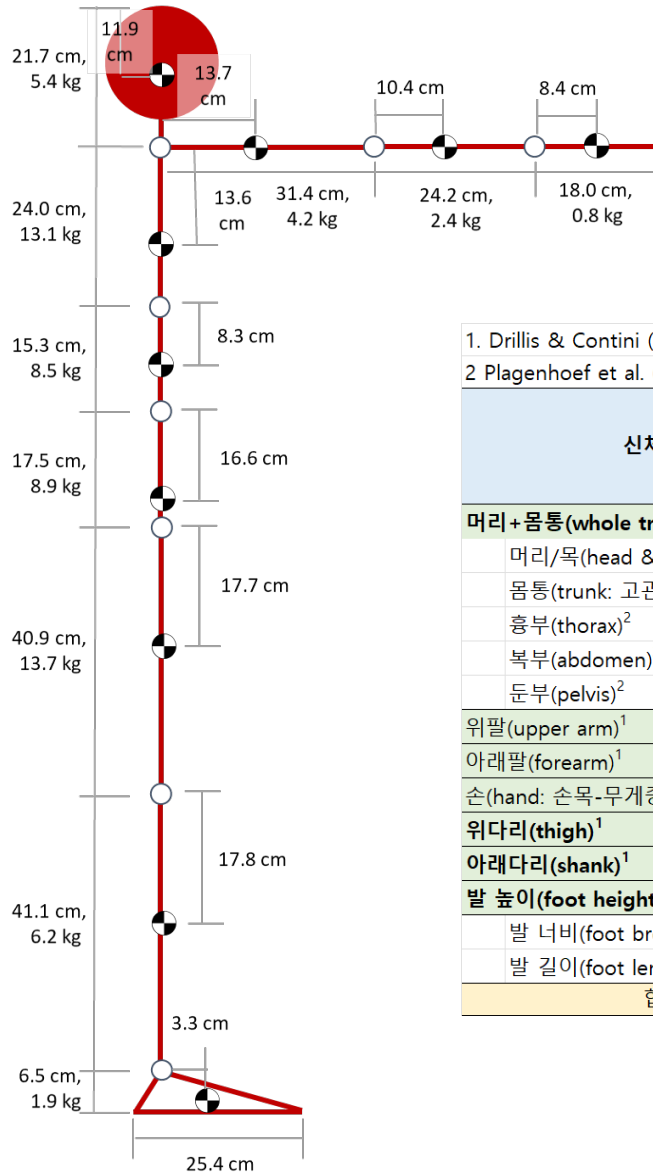 11.9
cm
21.7 cm,
5.4 kg
13.7
cm
10.4 cm
8.4 cm
24.0 cm,
13.1 kg
13.6
cm
31.4 cm,
4.2 kg
24.2 cm,
2.4 kg
18.0 cm,
0.8 kg
15.3 cm,
8.5 kg
8.3 cm
17.5 cm,
8.9 kg
16.6 cm
17.7 cm
40.9 cm,
13.7 kg
17.8 cm
41.1 cm,
6.2 kg
3.3 cm
6.5 cm,
1.9 kg
25.4 cm
1. Drillis & Contini (
2 Plagenhoef et al.
신체
머리+몸통(whole tr
머리/목(head &
몸통(trunk: 고관
흉부(thorax)²
복부(abdomen)
둔부(pelvis)²
위팔(upper arm)¹
아래팔(forearm)¹
손(hand: 손목-무게중
위다리(thigh)¹
아래다리(shank)¹
발 높이(foot height
발 너비(foot bre
발 길이(foot len